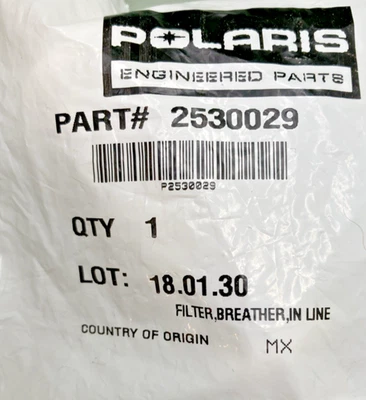 POLARIS
ENGINEERED PARTS
PART# 2530029
P2530029
QTY 1
LOT: 18.01.30
FILTER,BREATHER,IN LINE
COUNTRY OF ORIGIN MX